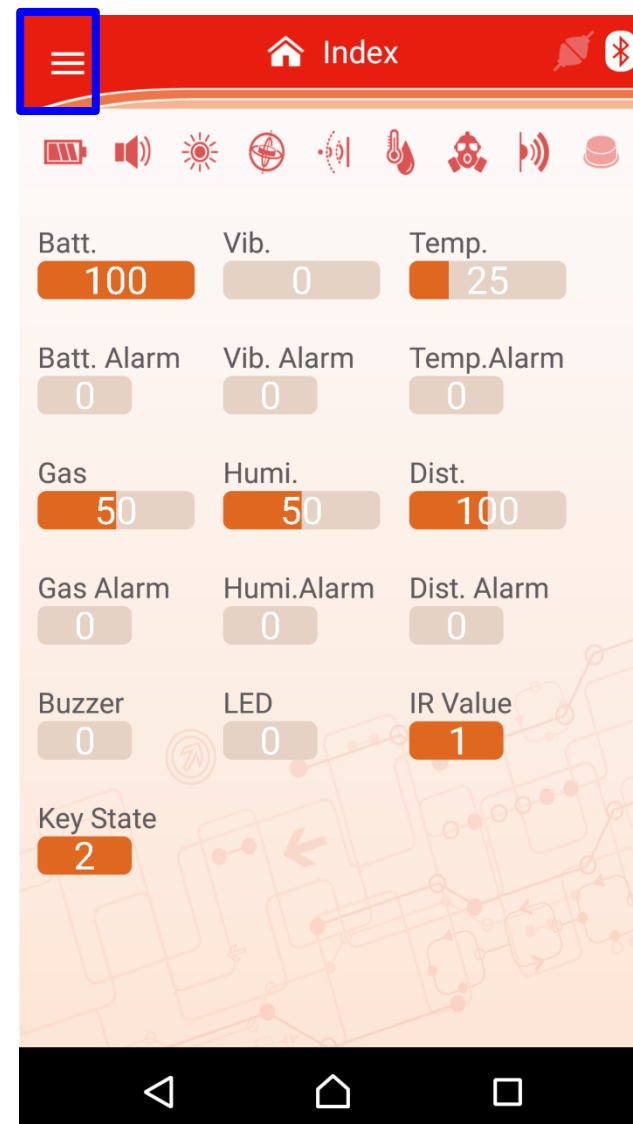 Index
Batt. Vib. Temp.
100 0 25
Batt. Alarm Vib. Alarm Temp.Alarm
0 0 0
Gas Humi. Dist.
50 50 100
Gas Alarm Humi.Alarm Dist. Alarm
0 0 0
Buzzer LED IR Value
0 0 1
Key State
2